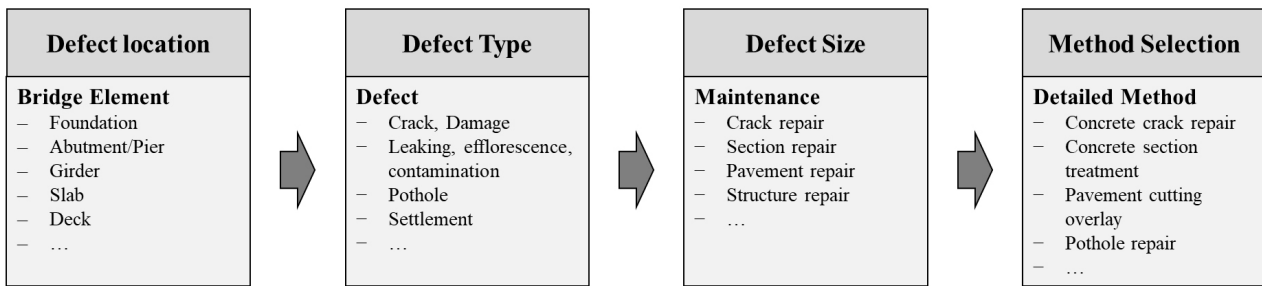 Defect location
Bridge Element
– Foundation
– Abutment/Pier
– Girder
– Slab
– Deck
– …
Defect Type
Defect
– Crack, Damage
– Leaking, efflorescence,
contamination
– Pothole
– Settlement
– …
Defect Size
Maintenance
– Crack repair
– Section repair
– Pavement repair
– Structure repair
– …
Method Selection
Detailed Method
– Concrete crack repair
– Concrete section
treatment
– Pavement cutting
overlay
– Pothole repair
– …